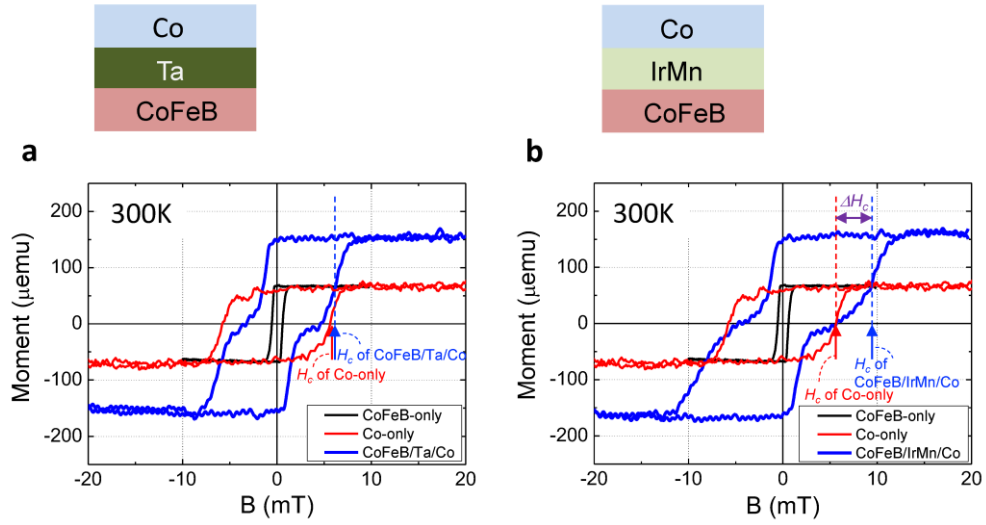 Co
Ta
CoFeB
Co
IrMn
CoFeB
a
300K
Moment (μemu)
200
100
0
-100
-200
-20
-10
0
10
20
B (mT)
Hc of CoFeB/Ta/Co
Hc of Co-only
CoFeB-only
Co-only
CoFeB/Ta/Co
b
300K
ΔHc
Moment (μemu)
200
100
0
-100
-200
-20
-10
0
10
20
B (mT)
Hc of
CoFeB/IrMn/Co
Hc of Co-only
CoFeB-only
Co-only
CoFeB/IrMn/Co